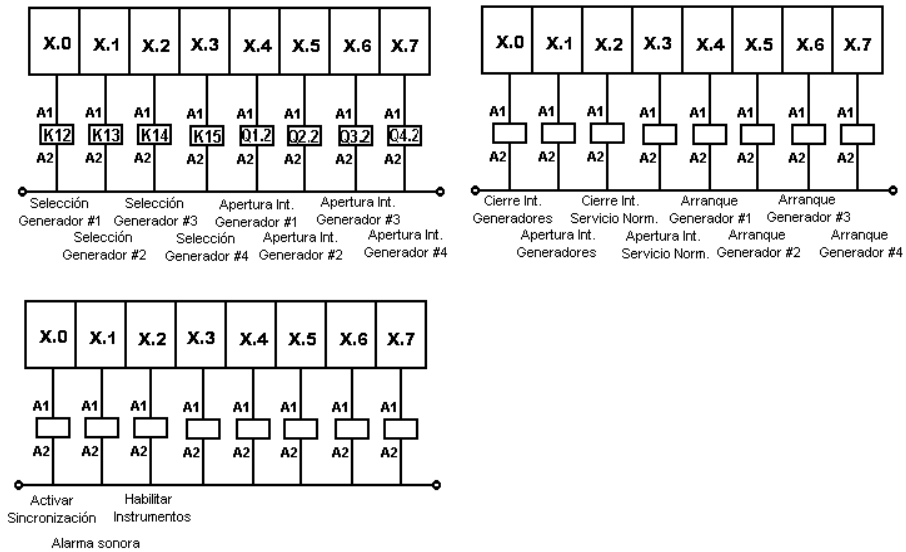 X.0 X.1 X.2 X.3 X.4 X.5 X.6 X.7
A1 A1 A1 A1 A1 A1 A1 A1
K12 K13 K14 K15 Q1.2 Q2.2 Q3.2 Q4.2
A2 A2 A2 A2 A2 A2 A2 A2
Selección Generador #1
Selección Generador #2
Selección Generador #3
Selección Generador #4
Apertura Int. Generador #1
Apertura Int. Generador #2
Apertura Int. Generador #3
Apertura Int. Generador #4
X.0 X.1 X.2 X.3 X.4 X.5 X.6 X.7
A1 A1 A1 A1 A1 A1 A1 A1
A2 A2 A2 A2 A2 A2 A2 A2
Cierre Int. Generadores
Apertura Int. Generadores
Cierre Int. Servicio Norm.
Apertura Int. Servicio Norm.
Arranque Generador #1
Arranque Generador #2
Arranque Generador #3
Arranque Generador #4
X.0 X.1 X.2 X.3 X.4 X.5 X.6 X.7
A1 A1 A1 A1 A1 A1 A1 A1
A2 A2 A2 A2 A2 A2 A2 A2
Activar Sincronización
Alarma sonora
Habilitar Instrumentos